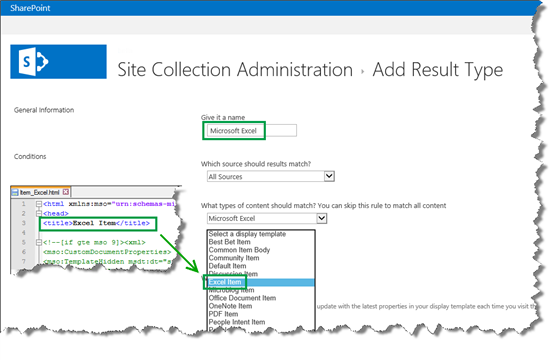 SharePoint
Site Collection Administration ▸ Add Result Type
General Information
Give it a name
Microsoft Excel
Conditions
Which source should results match?
All Sources
What types of content should match? You can skip this rule to match all content
Microsoft Excel
Item_Excel.html
1 <html xmlns:mso="urn:schemas-mi
2 <head>
3 <title>Excel Item</title>
4
5 <!--[if gte mso 9]><xml>
6 <mso:CustomDocumentProperties>
7 <mso:TemplateHidden msdt:dt="s
Select a display template
Best Bet Item
Common Item Body
Community Item
Default Item
Discussion Item
Excel Item
Microblog Item
Office Document Item
OneNote Item
PDF Item
People Intent Item
update with the latest properties in your display template each time you visit th